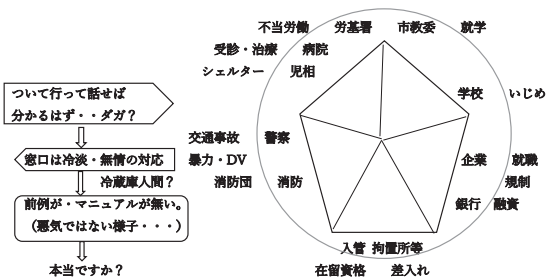 不当労働 労基署 市教委 就学
受診・治療 病院
シェルター 児相
ついて行って話せば
分かるはず・・ダガ？
学校 いじめ
交通事故 警察
窓口は冷淡・無情の対応
暴力・DV
企業 就職
冷蔵庫人間？
消防団 消防
規制
前例が・マニュアルが無い。
銀行 融資
（悪気ではない様子・・・）
入管 拘置所等
本当ですか？
在留資格 差入れ